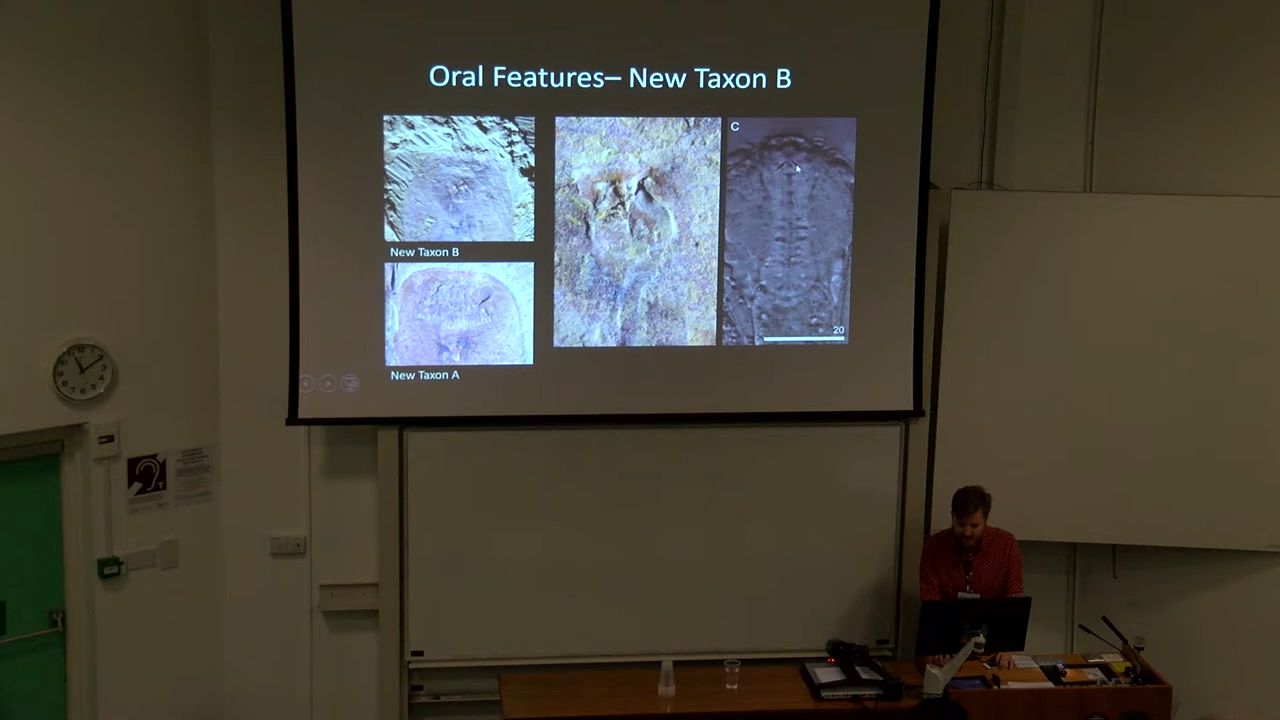 Oral Features– New Taxon B
C
New Taxon B
20
New Taxon A
T